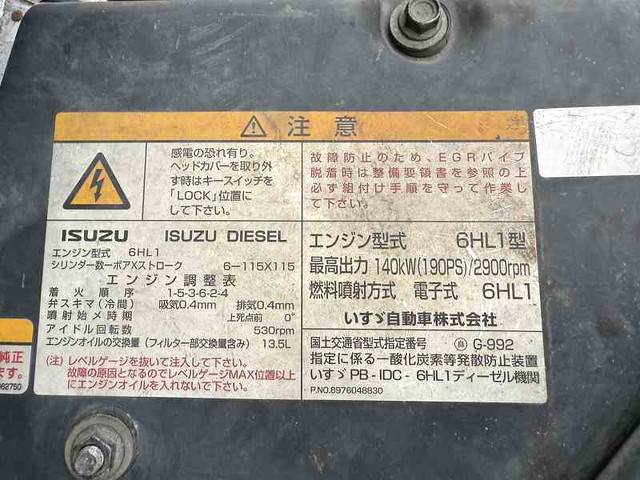 ⚠ 注意
感電の恐れ有り。
ヘッドカバーを取り外
す時はキースイッチを
「LOCK」位置に
して下さい。
故障防止のため、EGRパイプ
脱着時は整備要領書を参照の上
必ず組付け手順を守って作業し
て下さい。
ISUZU ISUZU DIESEL
エンジン型式 6HL1
シリンダー数ーボアXストローク 6-115X115
エンジン調整表
着火順序 1-5-3-6-2-4
弁スキマ(冷間) 吸気0.4mm 排気0.4mm
噴射始メ時期 上死点前 0°
アイドル回転数 530rpm
エンジンオイルの交換量(フィルター部交換量含み) 13.5L
(注)レベルゲージを抜いて注入して下さい。
故障の原因となるのでレベルゲージMAX位置以上
にエンジンオイルを入れないで下さい。
エンジン型式 6HL1型
最高出力 140kW(190PS)/2900rpm
燃料噴射方式 電子式 6HL1
いすゞ自動車株式会社
国土交通省型式指定番号 自 G-992
指定に係る一酸化炭素等発散防止装置
いすゞPB-IDC-6HL1ディーゼル機関
P.NO.8976048830
純正
ます。
062750